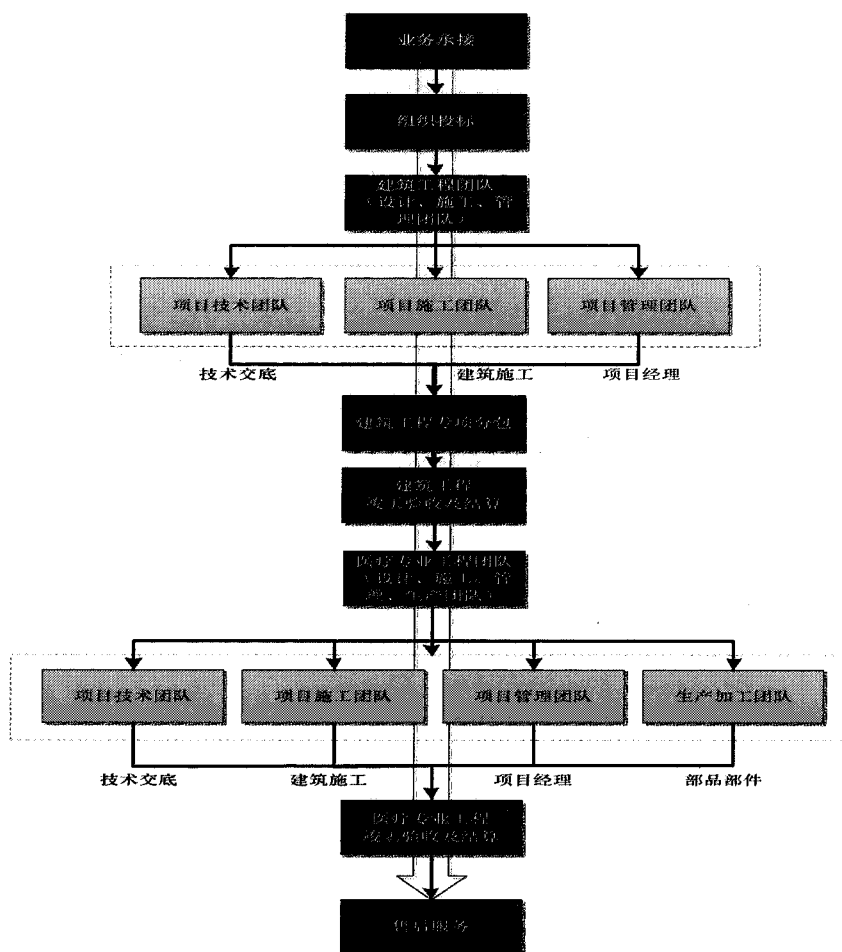 业务承接
组织投标
建筑工程团队
（设计、施工、管
理团队）
项目技术团队
项目施工团队
项目管理团队
技术交底
建筑施工
项目经理
建筑工程专项分包
建筑工程
竣工验收及结算
医疗专业工程团队
（设计、施工、管
理、生产团队）
项目技术团队
项目施工团队
项目管理团队
生产加工团队
技术交底
建筑施工
项目经理
部品部件
医疗专业工程
竣工验收及结算
售后服务